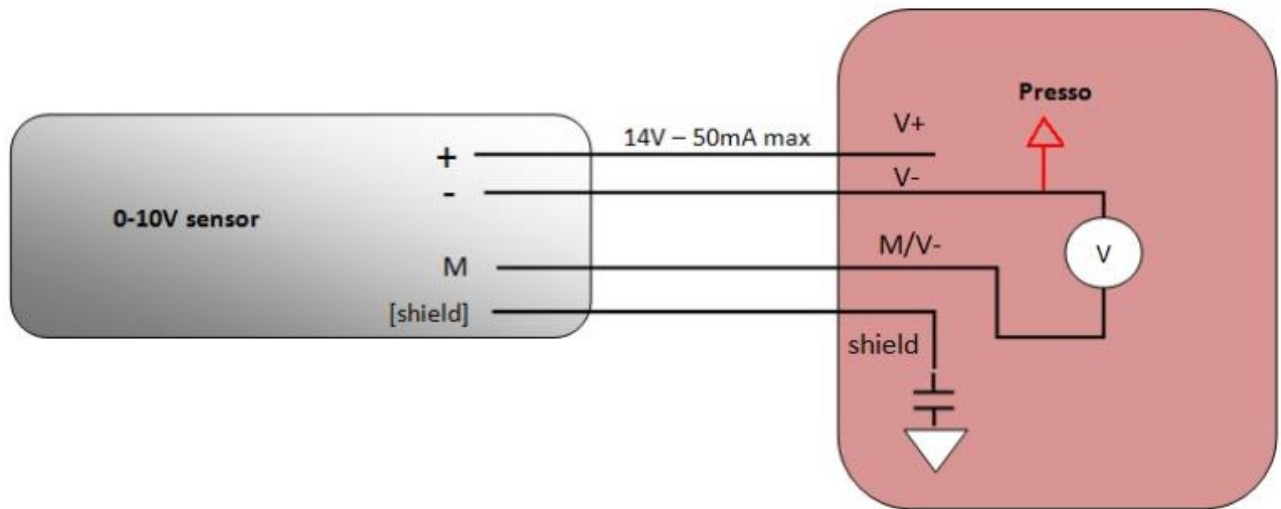 0-10V sensor
+
-
M
[shield]
14V – 50mA max
V+
V-
M/V-
shield
Presso
V